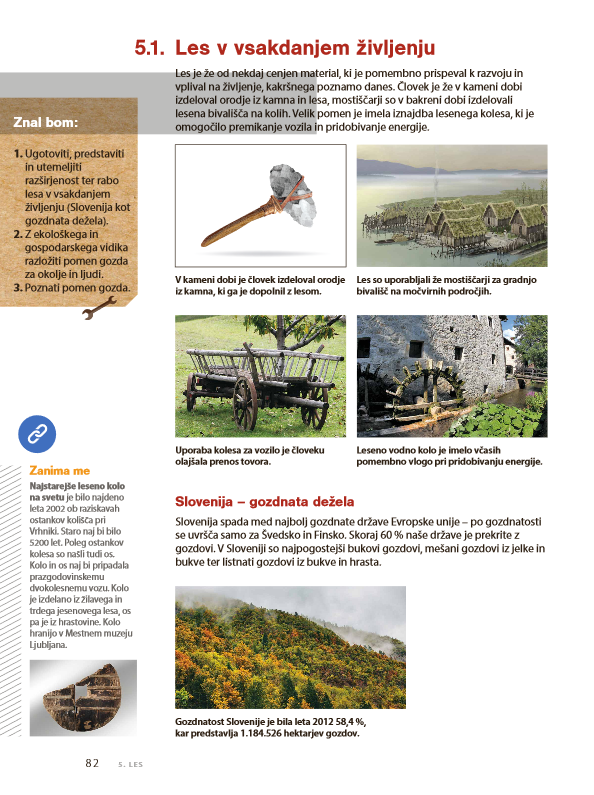 5.1. Les v vsakdanjem življenju
Les je že od nekdaj cenjen material, ki je pomembno prispeval k razvoju in
vplival na življenje, kakršnega poznamo danes. Človek je že v kameni dobi
izdeloval orodje iz kamna in lesa, mostiščarji so v bakreni dobi izdelovali
lesena bivališča na kolih. Velik pomen je imela iznajdba lesenega kolesa, ki je
omogočilo premikanje vozila in pridobivanje energije.
Znal bom:
1. Ugotoviti, predstaviti
in utemeljiti
razširjenost ter rabo
lesa v vsakdanjem
življenju (Slovenija kot
gozdnata dežela).
2. Z ekološkega in
gospodarskega vidika
razložiti pomen gozda
za okolje in ljudi.
3. Poznati pomen gozda.
V kameni dobi je človek izdeloval orodje
iz kamna, ki ga je dopolnil z lesom.
Les so uporabljali že mostiščarji za gradnjo
bivališč na močvirnih področjih.
Uporaba kolesa za vozilo je človeku
olajšala prenos tovora.
Leseno vodno kolo je imelo včasih
pomembno vlogo pri pridobivanju energije.
Zanima me
Najstarejše leseno kolo
na svetu je bilo najdeno
leta 2002 ob raziskavah
ostankov kolišča pri
Vrhniki. Staro naj bi bilo
5200 let. Poleg ostankov
kolesa so našli tudi os.
Kolo in os naj bi pripadala
prazgodovinskemu
dvokolesnemu vozu. Kolo
je izdelano iz žilavega in
trdega jesenovega lesa, os
pa je iz hrastovine. Kolo
hranijo v Mestnem muzeju
Ljubljana.
Slovenija – gozdnata dežela
Slovenija spada med najbolj gozdnate države Evropske unije – po gozdnatosti
se uvršča samo za Švedsko in Finsko. Skoraj 60 % naše države je prekrite z
gozdovi. V Sloveniji so najpogostejši bukovi gozdovi, mešani gozdovi iz jelke in
bukve ter listnati gozdovi iz bukve in hrasta.
Gozdnatost Slovenije je bila leta 2012 58,4 %,
kar predstavlja 1.184.526 hektarjev gozdov.
82 5. LES